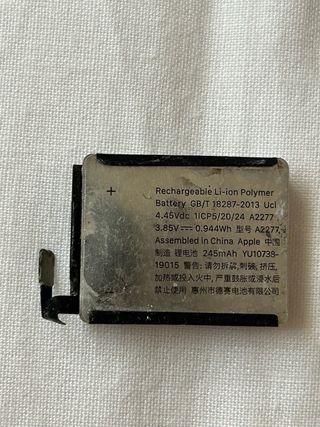 +
Rechargeable Li-ion Polymer
Battery GB/T 18287-2013 Ucl
4.45Vdc 1ICP5/20/24 A2277
3.85V⎓0.944Wh 型号 A2277
Assembled in China Apple 中国
制造 锂电池 245mAh YU10738-
19015 警告: 请勿拆解,刺破, 挤压,
加热或投入火中, 严重鼓胀或浸水后
禁止使用 惠州市德赛电池有限公司